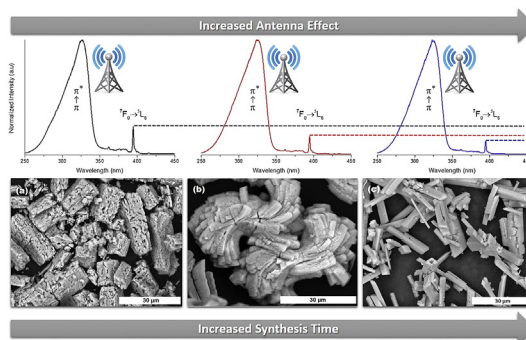 Increased Antenna Effect
Normalized Intensity (a.u)
π*
↑
π
⁷F₀→⁵L₆
250 300 350 400 450
Wavelength (nm)
π*
↑
π
⁷F₀→⁵L₆
250 300 350 400 450
Wavelength (nm)
π*
↑
π
⁷F₀→⁵L₆
250 300 350 400 450
Wavelength (nm)
(a)
30 µm
(b)
30 µm
(c)
30 µm
Increased Synthesis Time